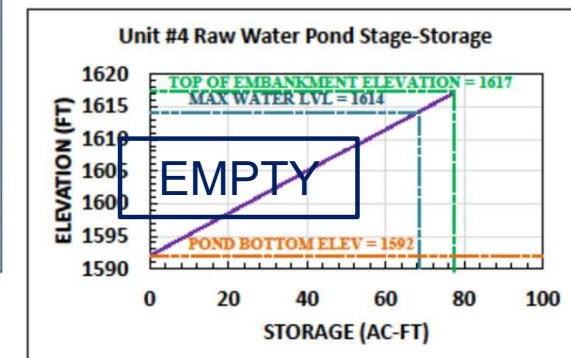 Unit #4 Raw Water Pond Stage-Storage
1620
TOP OF EMBANKMENT ELEVATION = 1617
1615
MAX WATER LVL = 1614
1610
1605
EMPTY
1600
1595
POND BOTTOM ELEV = 1592
1590
ELEVATION (FT)
0 20 40 60 80 100
STORAGE (AC-FT)